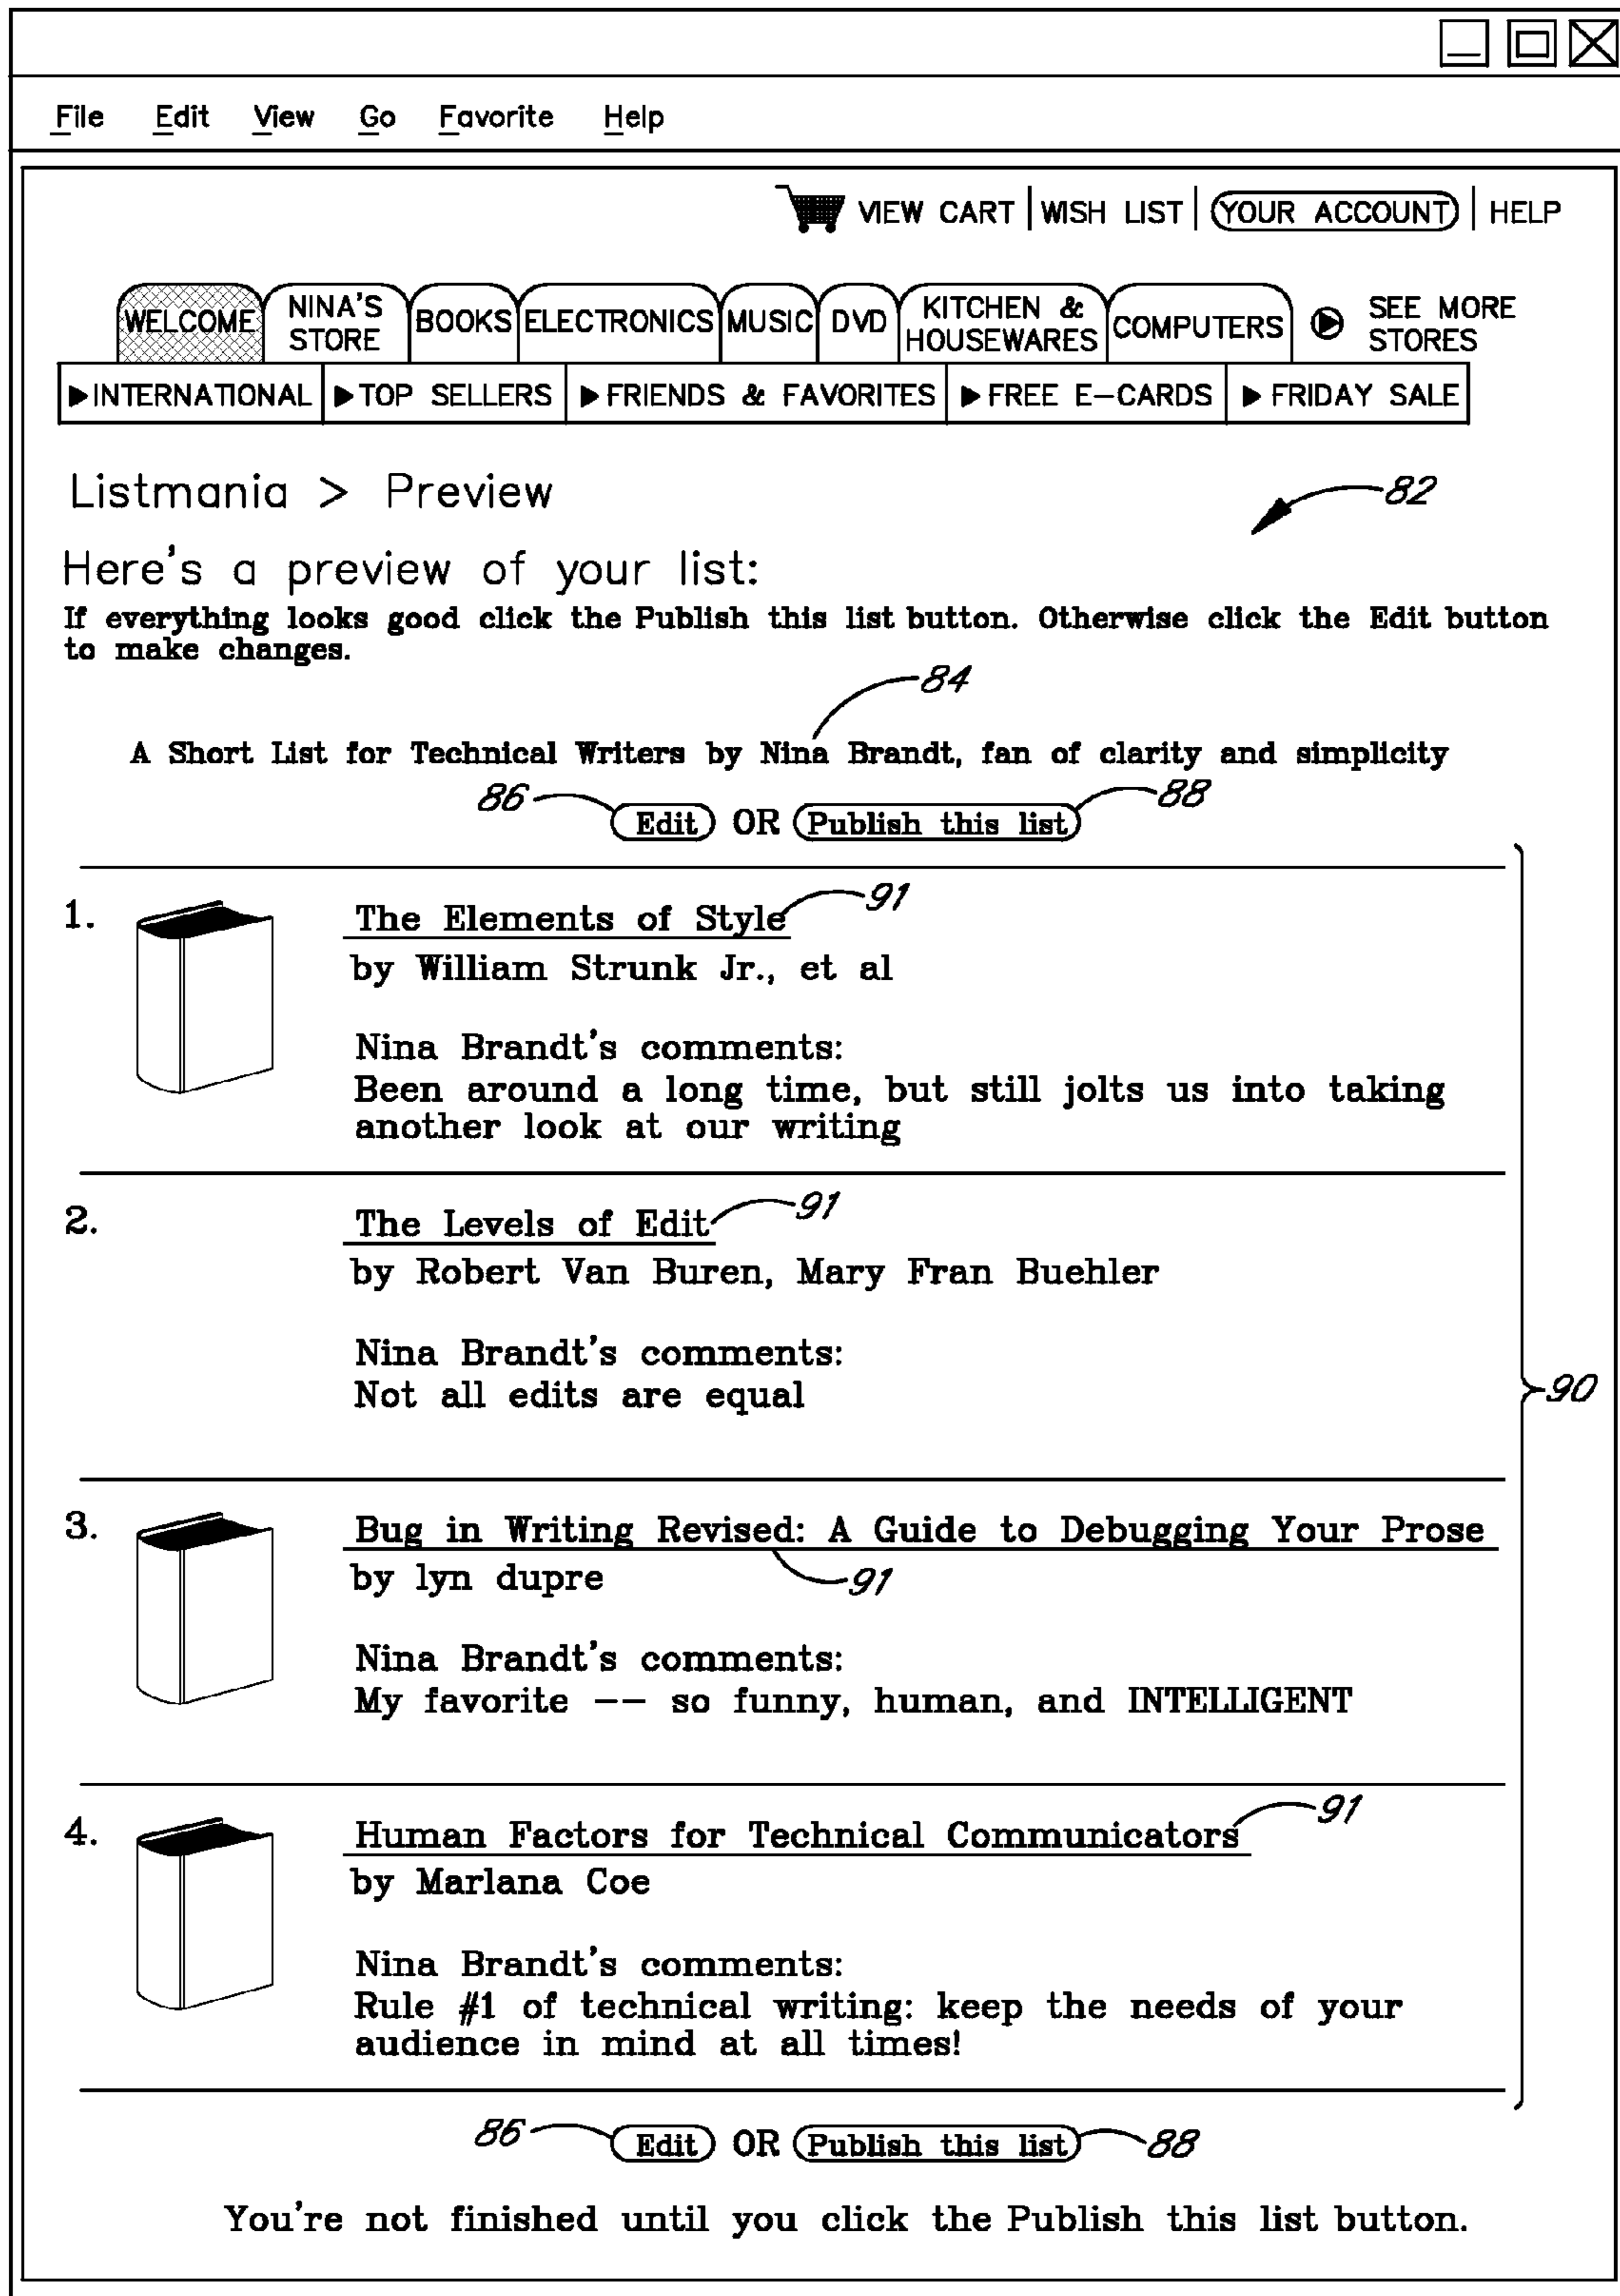 File Edit View Go Favorite Help
VIEW CART WISH LIST YOUR ACCOUNT HELP
WELCOME NINA'S STORE BOOKS ELECTRONICS MUSIC DVD KITCHEN & HOUSEWARES COMPUTERS SEE MORE STORES
INTERNATIONAL TOP SELLERS FRIENDS & FAVORITES FREE E-CARDS FRIDAY SALE
Listmania > Preview
82
Here's a preview of your list:
If everything looks good click the Publish this list button. Otherwise click the Edit button
to make changes.
84
A Short List for Technical Writers by Nina Brandt, fan of clarity and simplicity
86 Edit OR Publish this list 88
1. The Elements of Style 91
by William Strunk Jr., et al
Nina Brandt's comments:
Been around a long time, but still jolts us into taking
another look at our writing
2. The Levels of Edit 91
by Robert Van Buren, Mary Fran Buehler
Nina Brandt's comments:
Not all edits are equal
90
3. Bug in Writing Revised: A Guide to Debugging Your Prose
by lyn dupre 91
Nina Brandt's comments:
My favorite -- so funny, human, and INTELLIGENT
4. Human Factors for Technical Communicators 91
by Marlana Coe
Nina Brandt's comments:
Rule #1 of technical writing: keep the needs of your
audience in mind at all times!
86 Edit OR Publish this list 88
You're not finished until you click the Publish this list button.